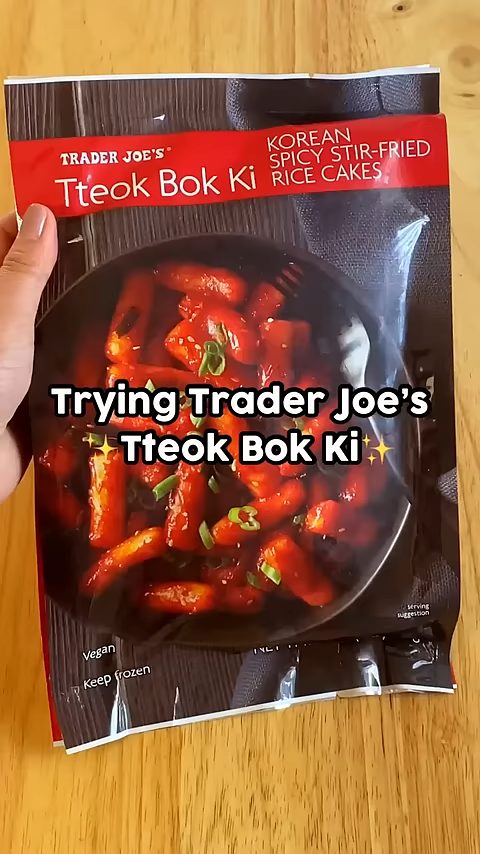 TRADER JOE'S®
Tteok Bok Ki
KOREAN
SPICY STIR-FRIED
RICE CAKES
Trying Trader Joe's
✨Tteok Bok Ki✨
serving
suggestion
Vegan
Keep frozen